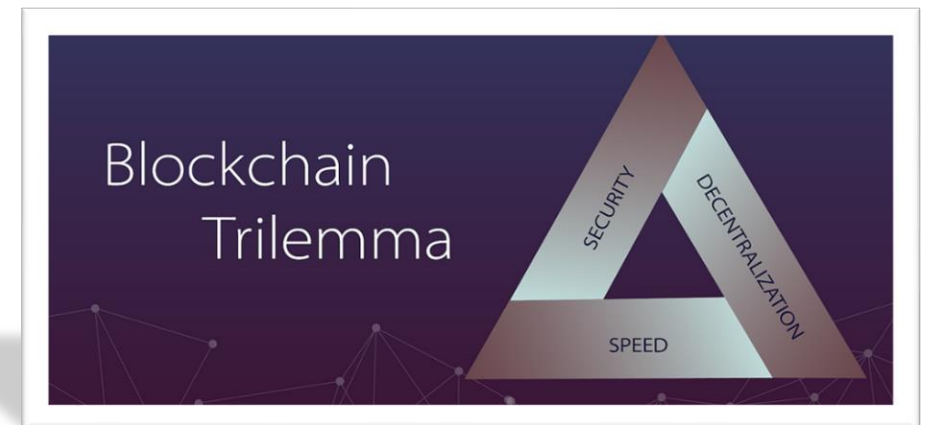 Blockchain
Trilemma
SECURITY
DECENTRALIZATION
SPEED